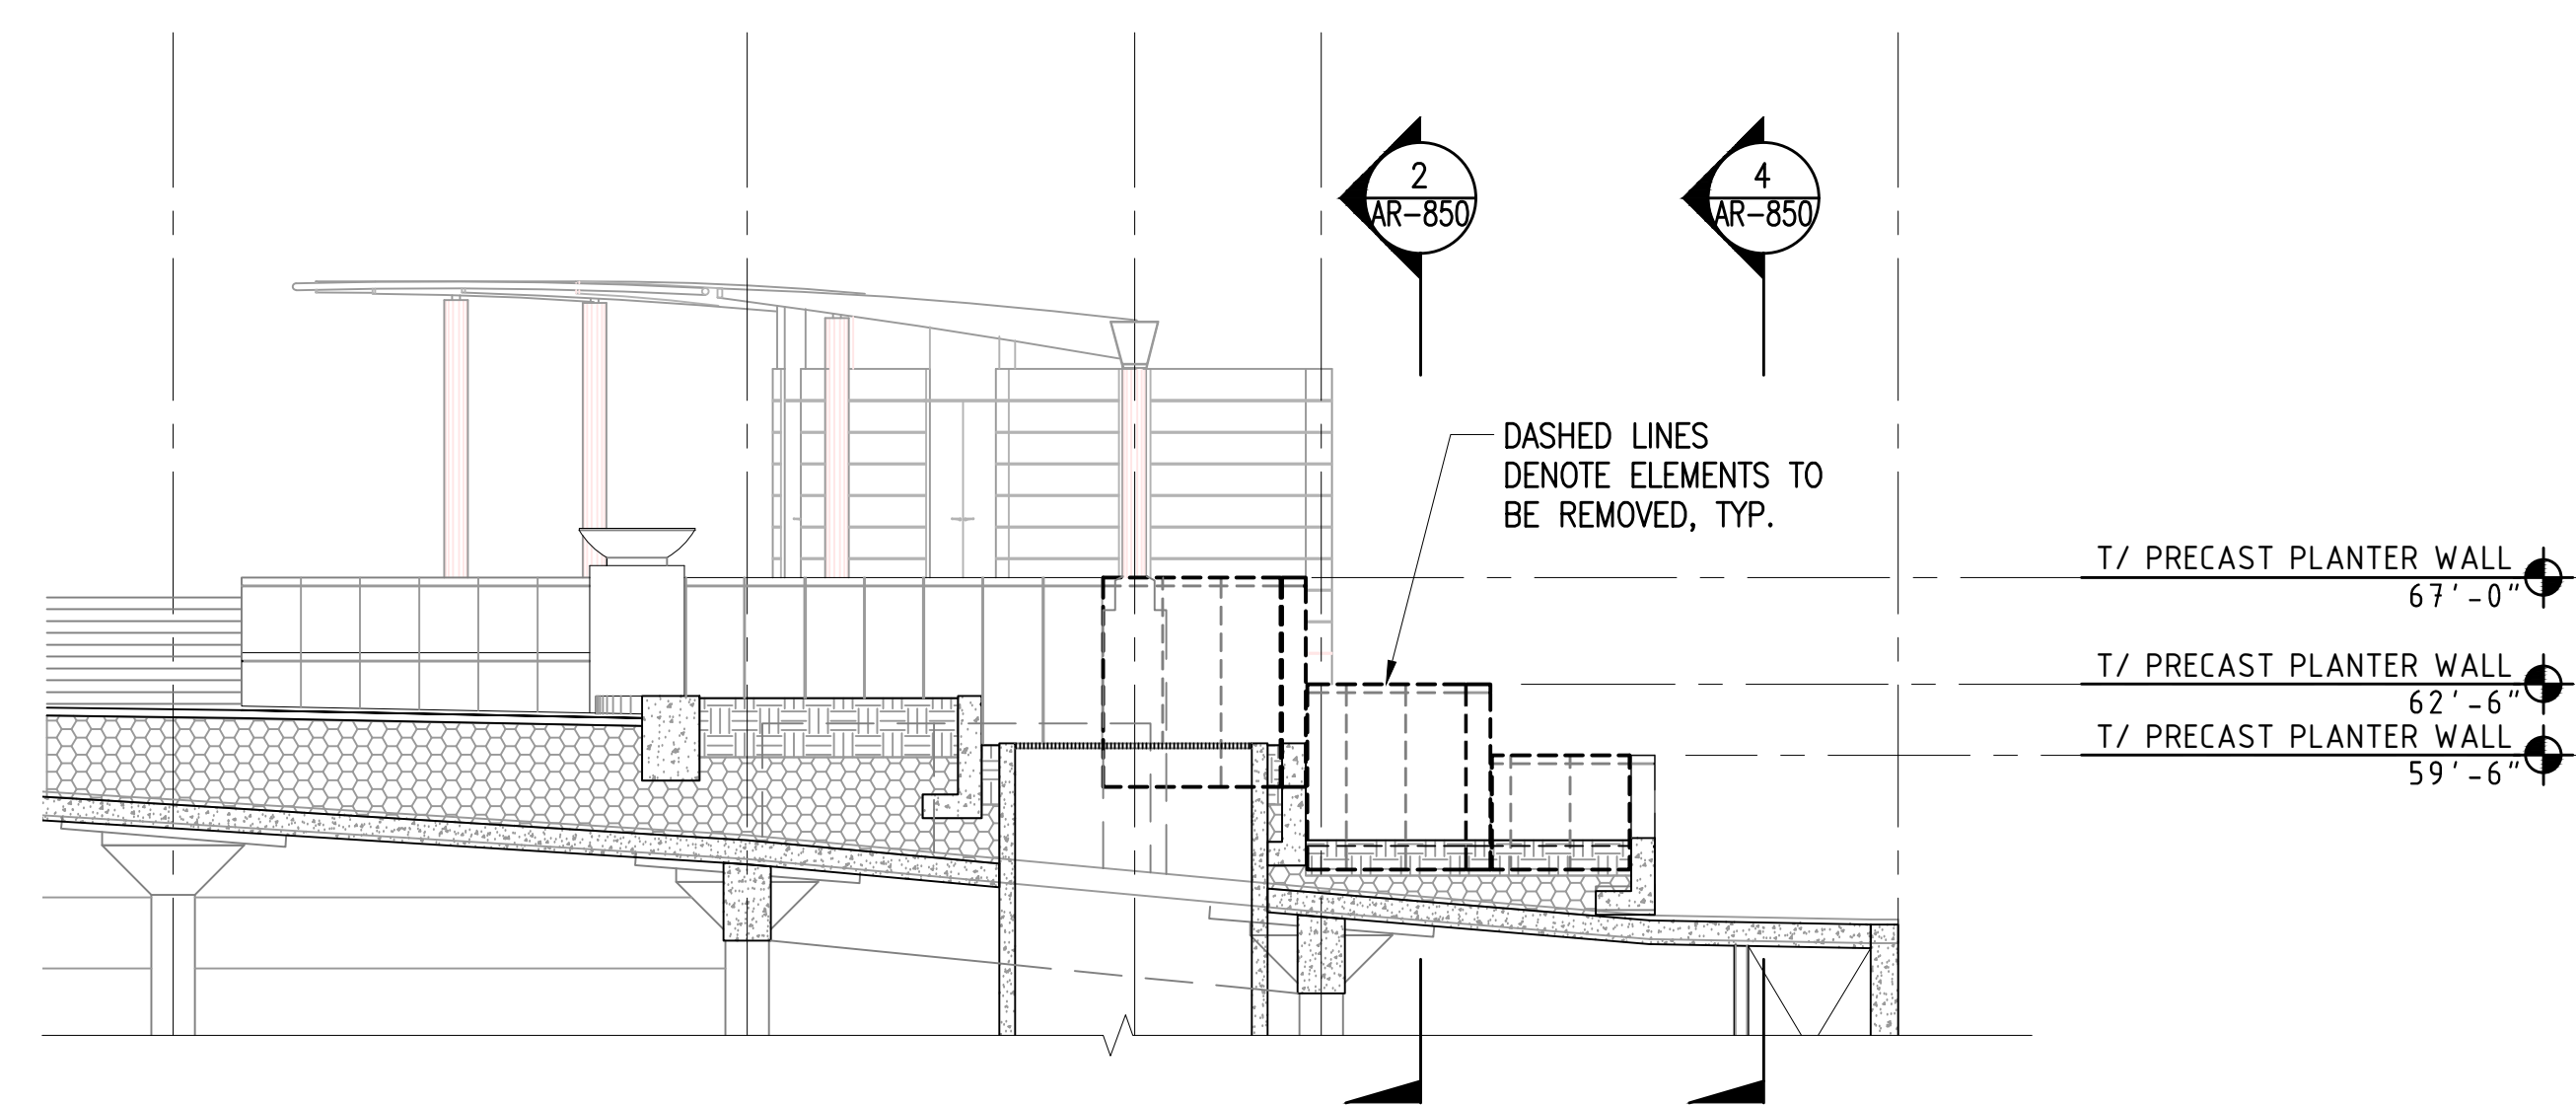 2
AR-850
4
AR-850
DASHED LINES
DENOTE ELEMENTS TO
BE REMOVED, TYP.
T/ PRECAST PLANTER WALL
67'-0"
T/ PRECAST PLANTER WALL
62'-6"
T/ PRECAST PLANTER WALL
59'-6"